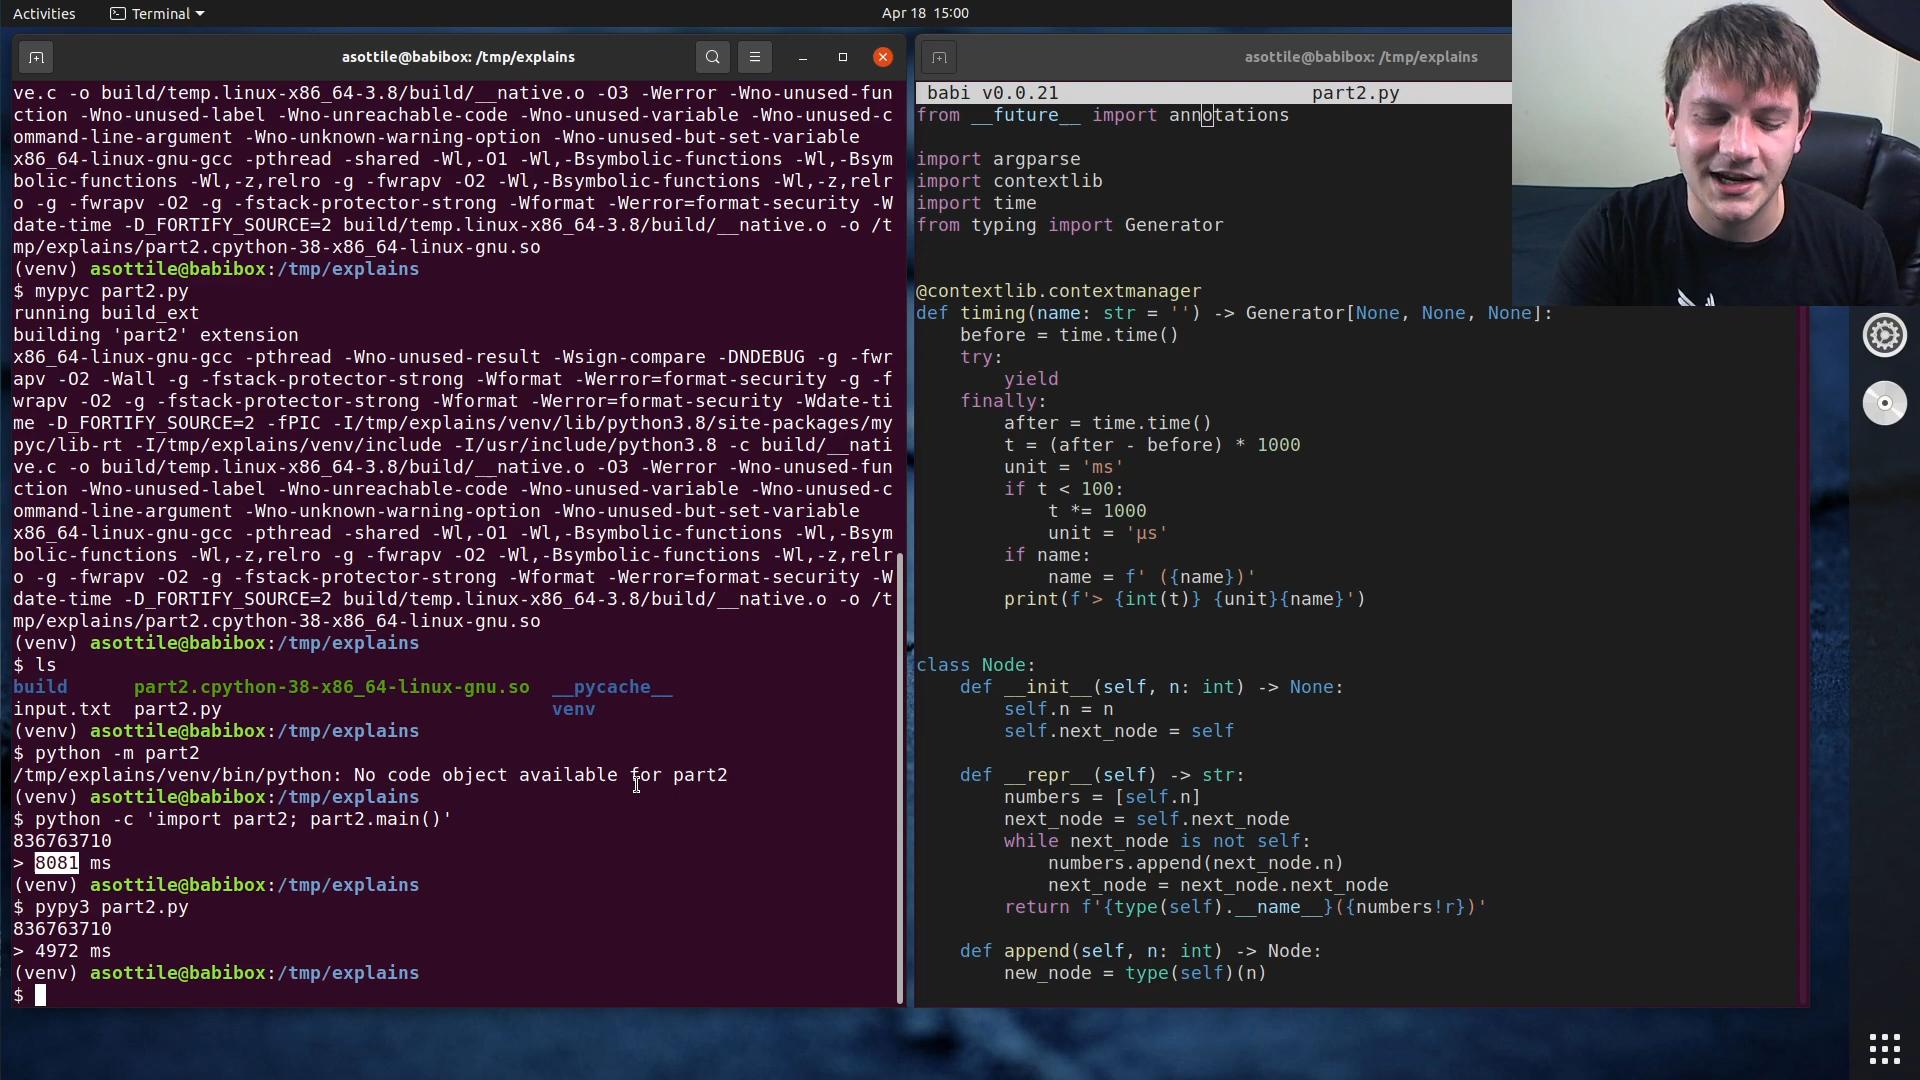 Activities
Terminal
Apr 18 15:00
asottile@babibox: /tmp/explains
ve.c -o build/temp.linux-x86_64-3.8/build/__native.o -O3 -Werror -Wno-unused-fun
ction -Wno-unused-label -Wno-unreachable-code -Wno-unused-variable -Wno-unused-c
ommand-line-argument -Wno-unknown-warning-option -Wno-unused-but-set-variable
x86_64-linux-gnu-gcc -pthread -shared -Wl,-O1 -Wl,-Bsymbolic-functions -Wl,-Bsym
bolic-functions -Wl,-z,relro -g -fwrapv -O2 -Wl,-Bsymbolic-functions -Wl,-z,relr
o -g -fwrapv -O2 -g -fstack-protector-strong -Wformat -Werror=format-security -W
date-time -D_FORTIFY_SOURCE=2 build/temp.linux-x86_64-3.8/build/__native.o -o /t
mp/explains/part2.cpython-38-x86_64-linux-gnu.so
(venv) asottile@babibox:/tmp/explains
$ mypyc part2.py
running build_ext
building 'part2' extension
x86_64-linux-gnu-gcc -pthread -Wno-unused-result -Wsign-compare -DNDEBUG -g -fwr
apv -O2 -Wall -g -fstack-protector-strong -Wformat -Werror=format-security -g -f
wrapv -O2 -g -fstack-protector-strong -Wformat -Werror=format-security -Wdate-ti
me -D_FORTIFY_SOURCE=2 -fPIC -I/tmp/explains/venv/lib/python3.8/site-packages/my
pyc/lib-rt -I/tmp/explains/venv/include -I/usr/include/python3.8 -c build/__nati
ve.c -o build/temp.linux-x86_64-3.8/build/__native.o -O3 -Werror -Wno-unused-fun
ction -Wno-unused-label -Wno-unreachable-code -Wno-unused-variable -Wno-unused-c
ommand-line-argument -Wno-unknown-warning-option -Wno-unused-but-set-variable
x86_64-linux-gnu-gcc -pthread -shared -Wl,-O1 -Wl,-Bsymbolic-functions -Wl,-Bsym
bolic-functions -Wl,-z,relro -g -fwrapv -O2 -Wl,-Bsymbolic-functions -Wl,-z,relr
o -g -fwrapv -O2 -g -fstack-protector-strong -Wformat -Werror=format-security -W
date-time -D_FORTIFY_SOURCE=2 build/temp.linux-x86_64-3.8/build/__native.o -o /t
mp/explains/part2.cpython-38-x86_64-linux-gnu.so
(venv) asottile@babibox:/tmp/explains
$ ls
build part2.cpython-38-x86_64-linux-gnu.so __pycache__
input.txt part2.py venv
(venv) asottile@babibox:/tmp/explains
$ python -m part2
/tmp/explains/venv/bin/python: No code object available for part2
(venv) asottile@babibox:/tmp/explains
$ python -c 'import part2; part2.main()'
836763710
> 8081 ms
(venv) asottile@babibox:/tmp/explains
$ pypy3 part2.py
836763710
> 4972 ms
(venv) asottile@babibox:/tmp/explains
$
asottile@babibox: /tmp/explains
babi v0.0.21 part2.py
from __future__ import annotations
import argparse
import contextlib
import time
from typing import Generator
@contextlib.contextmanager
def timing(name: str = '') -> Generator[None, None, None]:
before = time.time()
try:
yield
finally:
after = time.time()
t = (after - before) * 1000
unit = 'ms'
if t < 100:
t *= 1000
unit = 'μs'
if name:
name = f' ({name})'
print(f'> {int(t)} {unit}{name}')
class Node:
def __init__(self, n: int) -> None:
self.n = n
self.next_node = self
def __repr__(self) -> str:
numbers = [self.n]
next_node = self.next_node
while next_node is not self:
numbers.append(next_node.n)
next_node = next_node.next_node
return f'{type(self).__name__}({numbers!r})'
def append(self, n: int) -> Node:
new_node = type(self)(n)